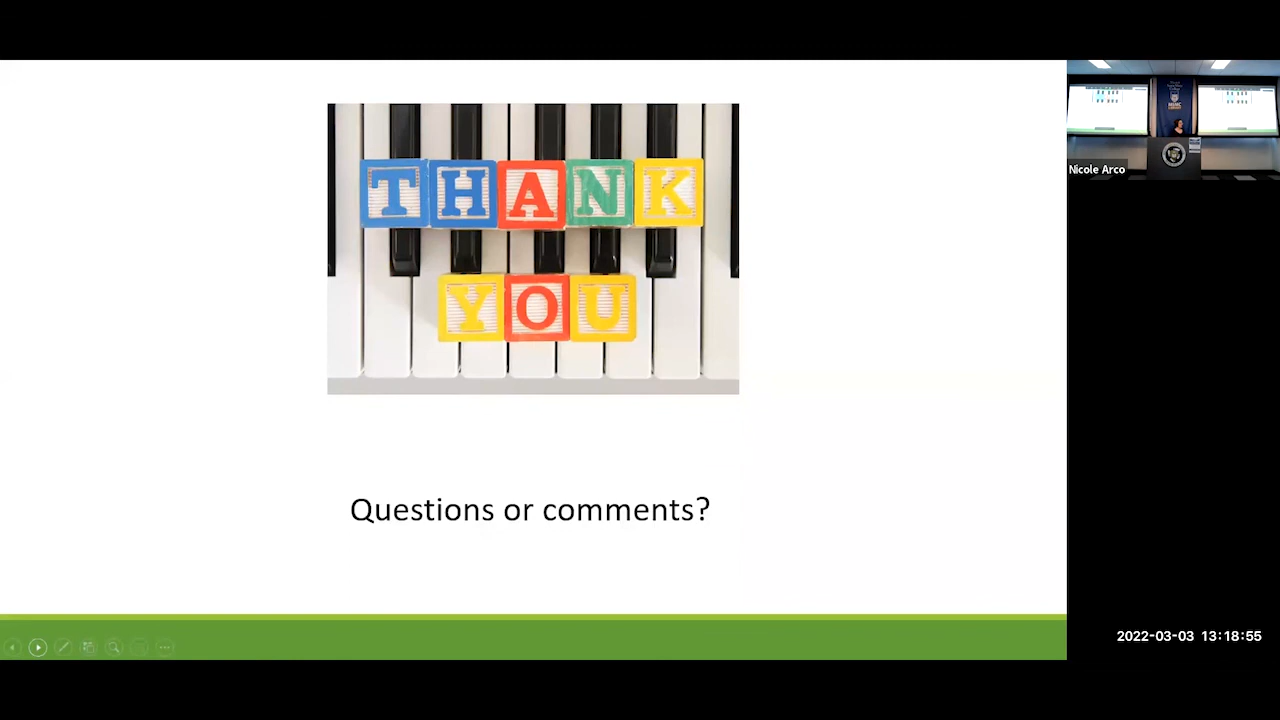 THANK
YOU
Questions or comments?
Nicole Arco
2022-03-03 13:18:55